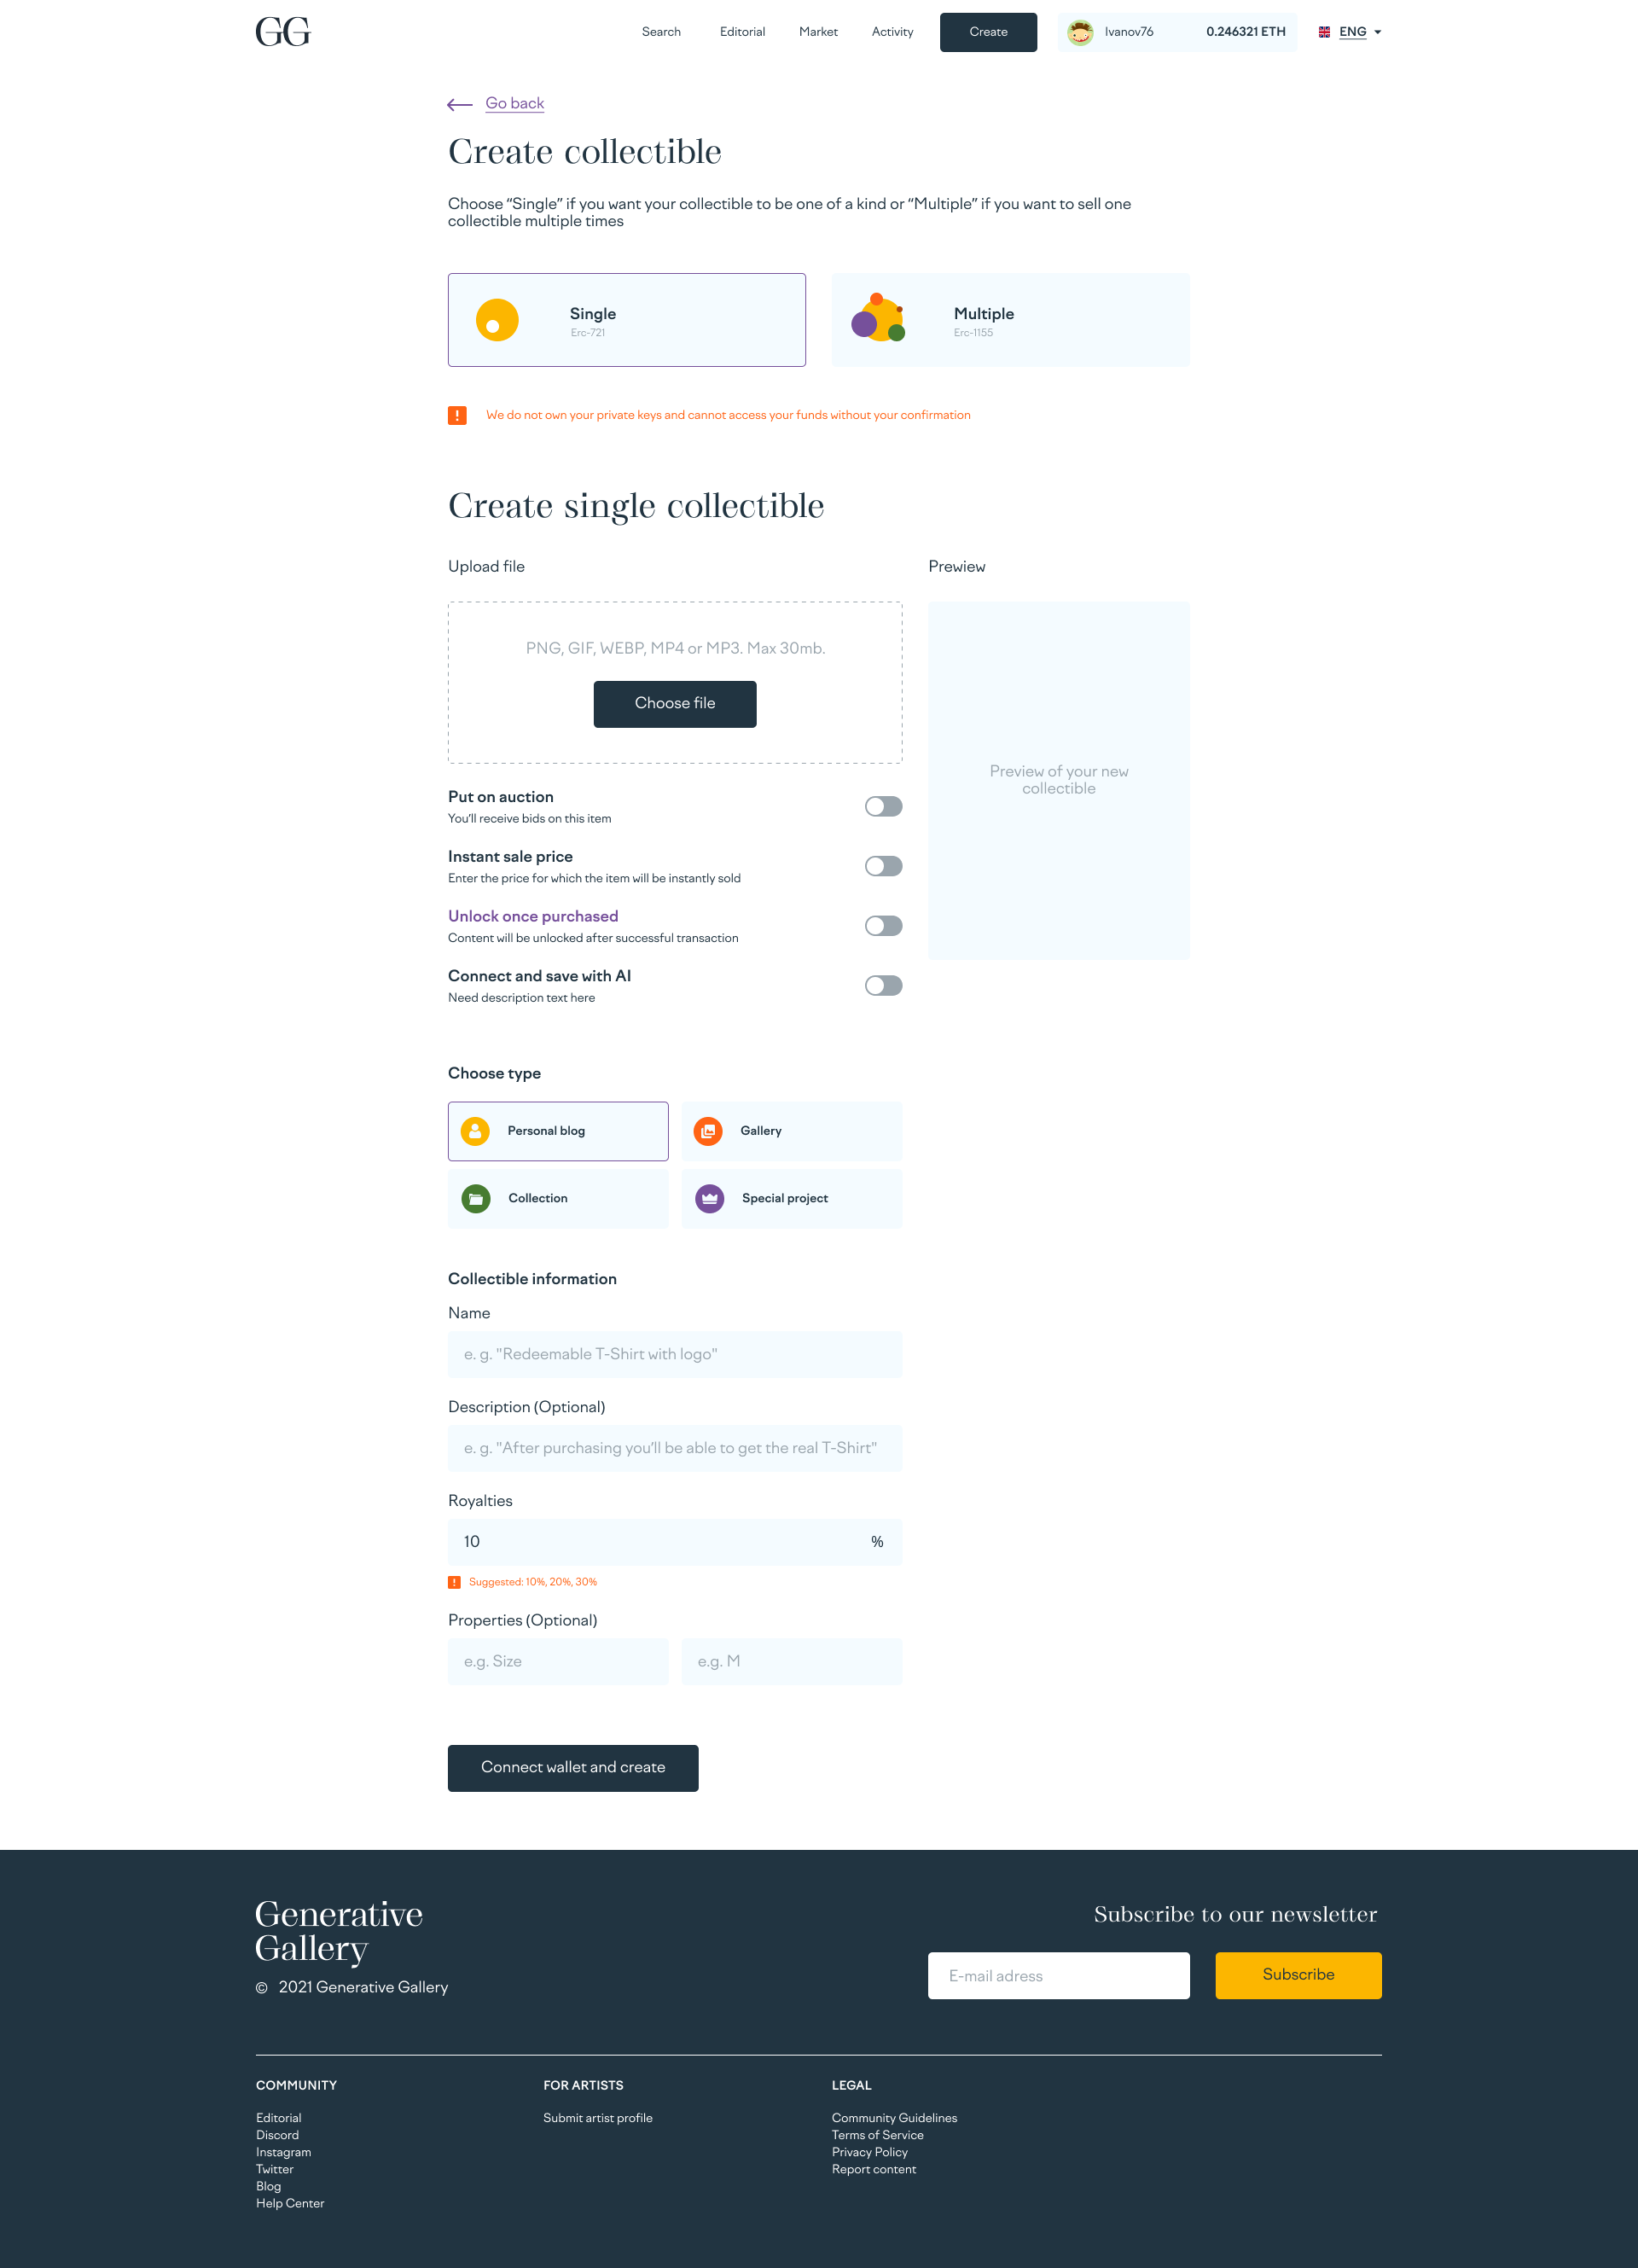 GG
Search
Editorial
Market
Activity
Create
Ivanov76
0.246321 ETH
ENG
Go back
Create collectible
Choose “Single” if you want your collectible to be one of a kind or “Multiple” if you want to sell one
collectible multiple times
Single
Erc-721
Multiple
Erc-1155
We do not own your private keys and cannot access your funds without your confirmation
Create single collectible
Upload file
Prewiew
PNG, GIF, WEBP, MP4 or MP3. Max 30mb.
Choose file
Preview of your new
collectible
Put on auction
You’ll receive bids on this item
Instant sale price
Enter the price for which the item will be instantly sold
Unlock once purchased
Content will be unlocked after successful transaction
Connect and save with AI
Need description text here
Choose type
Personal blog
Gallery
Collection
Special project
Collectible information
Name
e. g. "Redeemable T-Shirt with logo"
Description (Optional)
e. g. "After purchasing you’ll be able to get the real T-Shirt"
Royalties
10
%
Suggested: 10%, 20%, 30%
Properties (Optional)
e.g. Size
e.g. M
Connect wallet and create
Generative
Gallery
© 2021 Generative Gallery
Subscribe to our newsletter
E-mail adress
Subscribe
COMMUNITY
Editorial
Discord
Instagram
Twitter
Blog
Help Center
FOR ARTISTS
Submit artist profile
LEGAL
Community Guidelines
Terms of Service
Privacy Policy
Report content